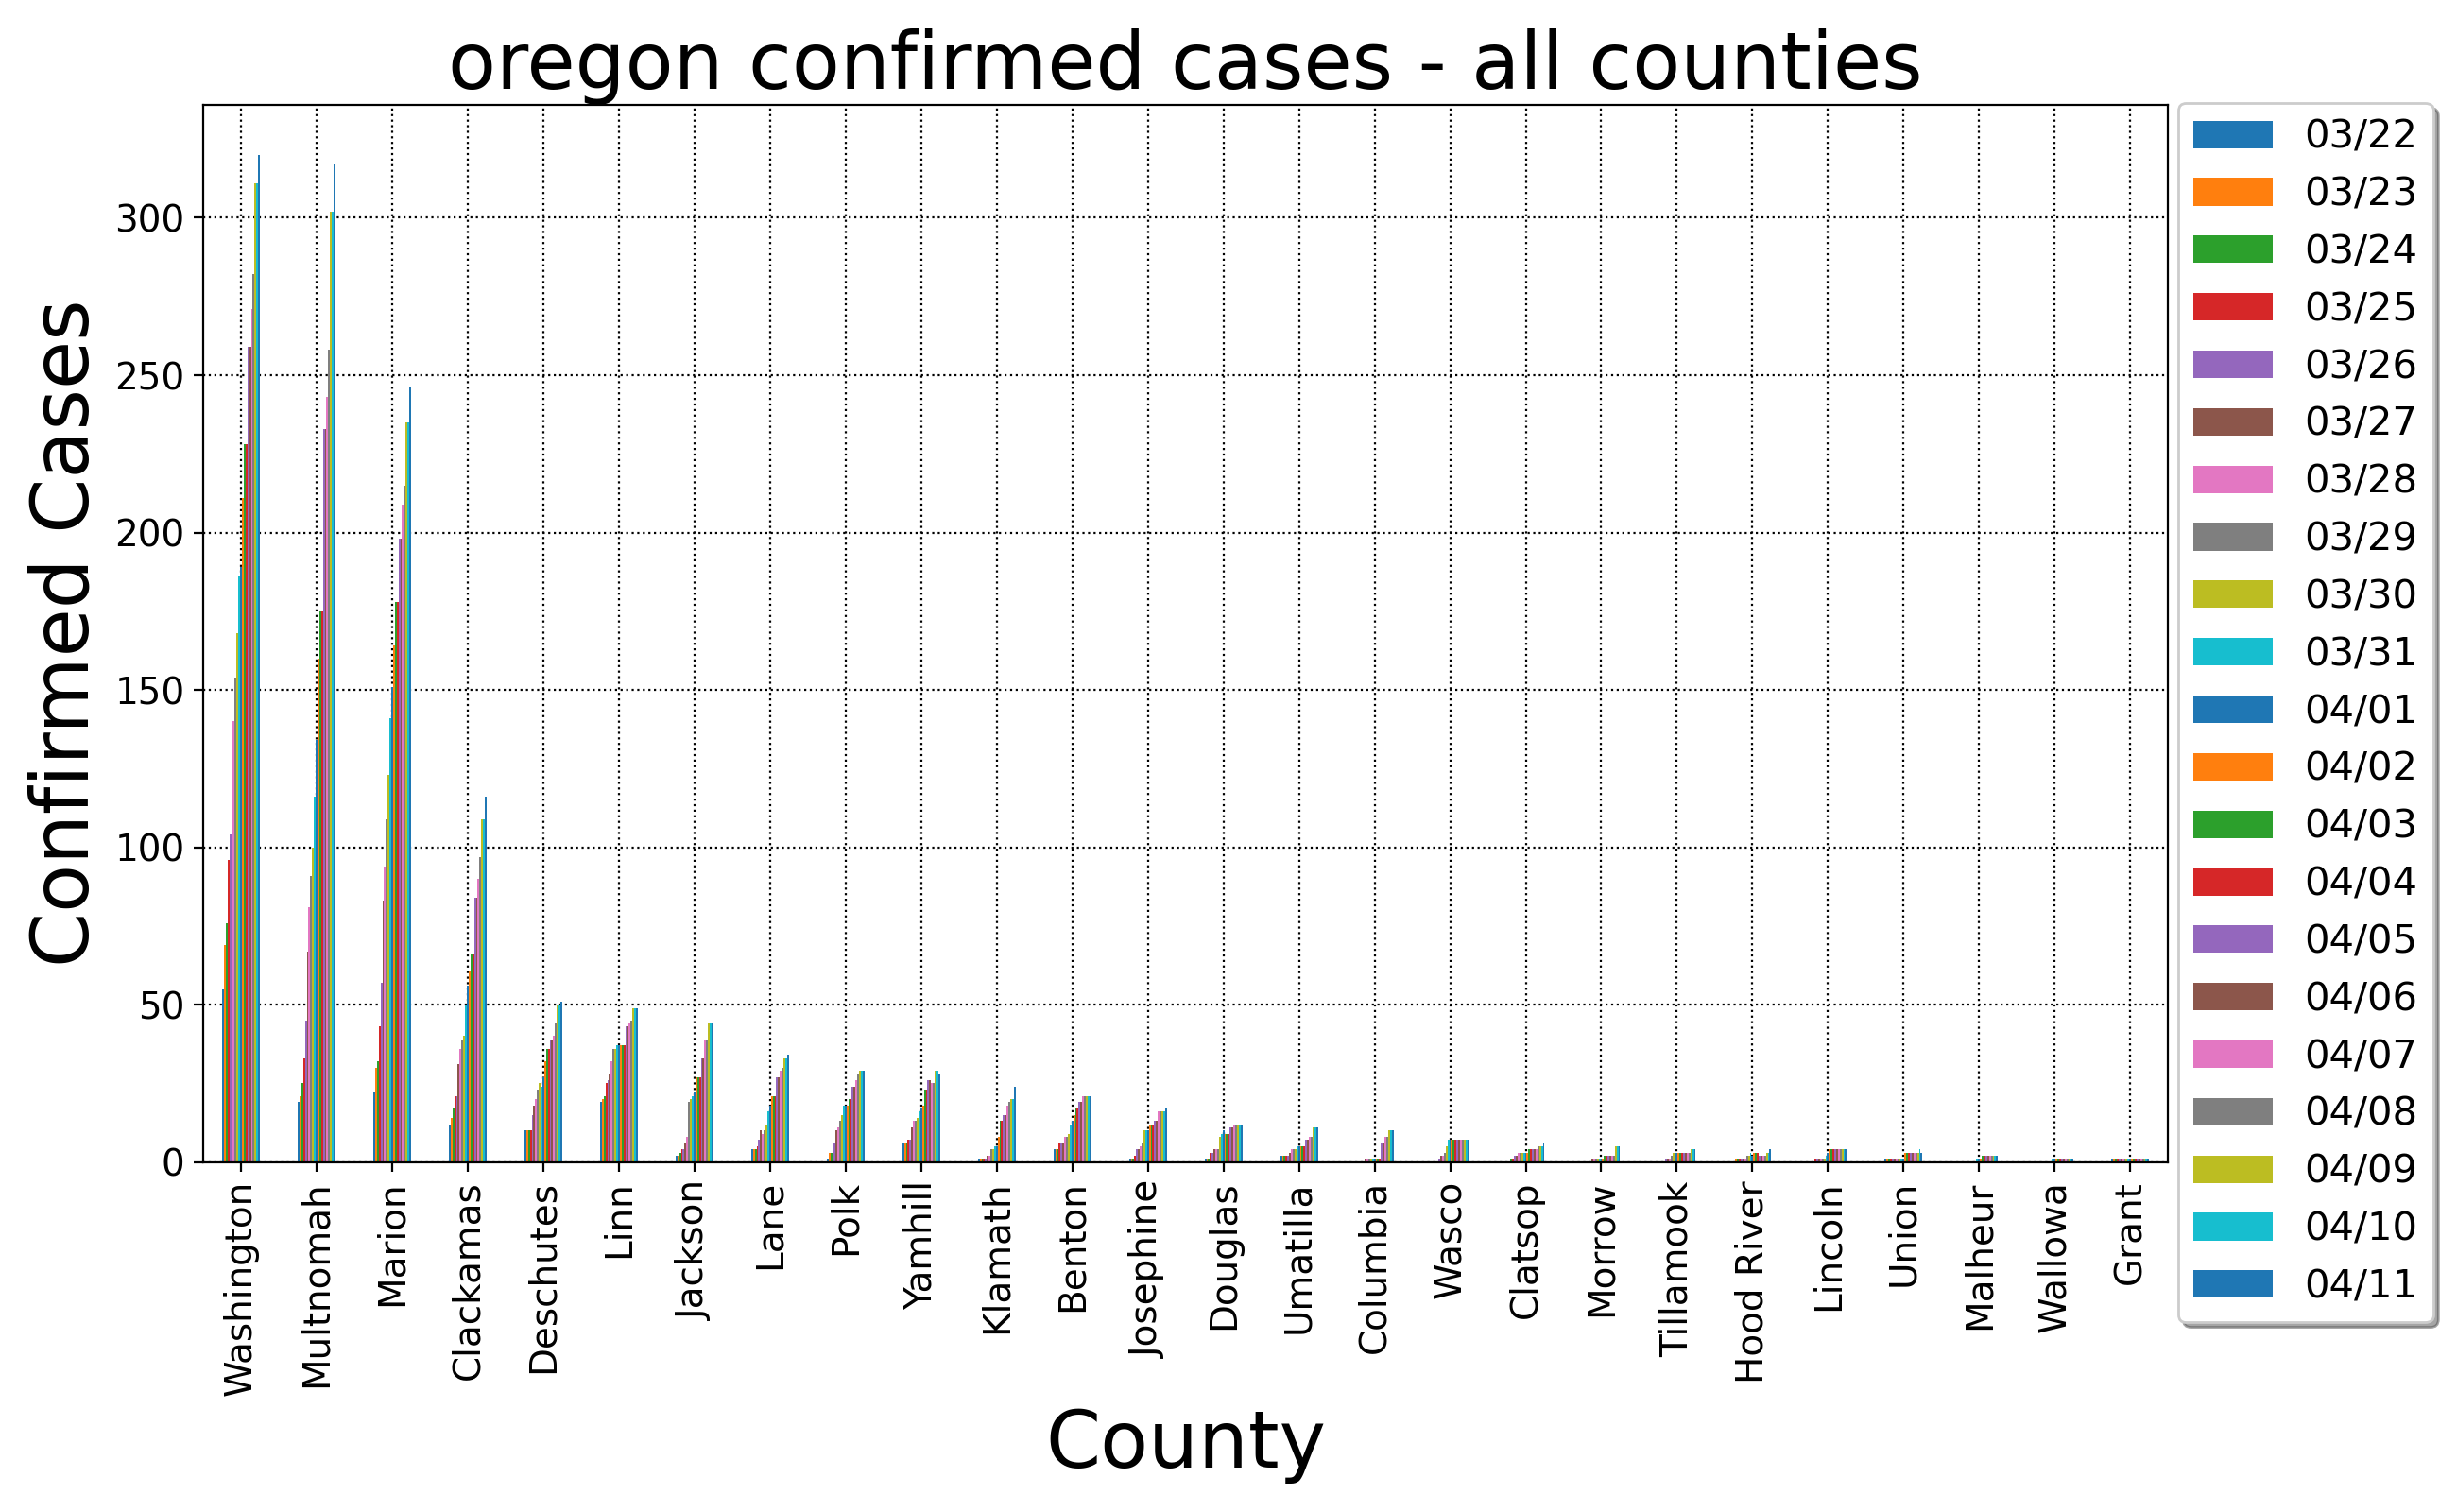 oregon confirmed cases - all counties
Confirmed Cases
300
250
200
150
100
50
0
Washington
Multnomah
Marion
Clackamas
Deschutes
Linn
Jackson
Lane
Polk
Yamhill
Klamath
Benton
Josephine
Douglas
Umatilla
Columbia
Wasco
Clatsop
Morrow
Tillamook
Hood River
Lincoln
Union
Malheur
Wallowa
Grant
County
03/22
03/23
03/24
03/25
03/26
03/27
03/28
03/29
03/30
03/31
04/01
04/02
04/03
04/04
04/05
04/06
04/07
04/08
04/09
04/10
04/11